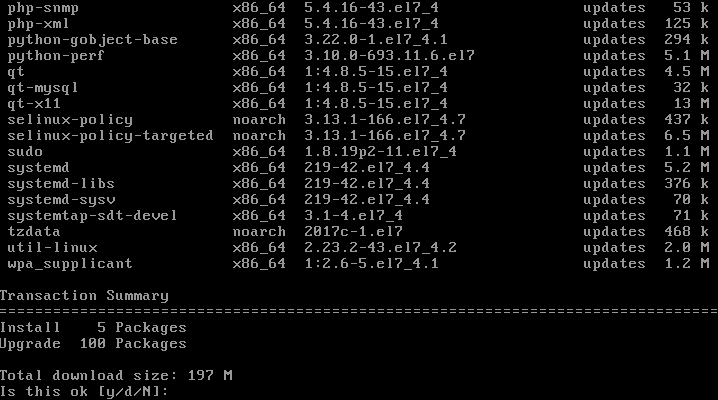 php-snmp x86_64 5.4.16-43.el7_4 updates 53 k
php-xml x86_64 5.4.16-43.el7_4 updates 125 k
python-gobject-base x86_64 3.22.0-1.el7_4.1 updates 294 k
python-perf x86_64 3.10.0-693.11.6.el7 updates 5.1 M
qt x86_64 1:4.8.5-15.el7_4 updates 4.5 M
qt-mysql x86_64 1:4.8.5-15.el7_4 updates 32 k
qt-x11 x86_64 1:4.8.5-15.el7_4 updates 13 M
selinux-policy noarch 3.13.1-166.el7_4.7 updates 437 k
selinux-policy-targeted noarch 3.13.1-166.el7_4.7 updates 6.5 M
sudo x86_64 1.8.19p2-11.el7_4 updates 1.1 M
systemd x86_64 219-42.el7_4.4 updates 5.2 M
systemd-libs x86_64 219-42.el7_4.4 updates 376 k
systemd-sysv x86_64 219-42.el7_4.4 updates 70 k
systemtap-sdt-devel x86_64 3.1-4.el7_4 updates 71 k
tzdata noarch 2017c-1.el7 updates 468 k
util-linux x86_64 2.23.2-43.el7_4.2 updates 2.0 M
wpa_supplicant x86_64 1:2.6-5.el7_4.1 updates 1.2 M
Transaction Summary
================================================================================
Install 5 Packages
Upgrade 100 Packages
Total download size: 197 M
Is this ok [y/d/N]: